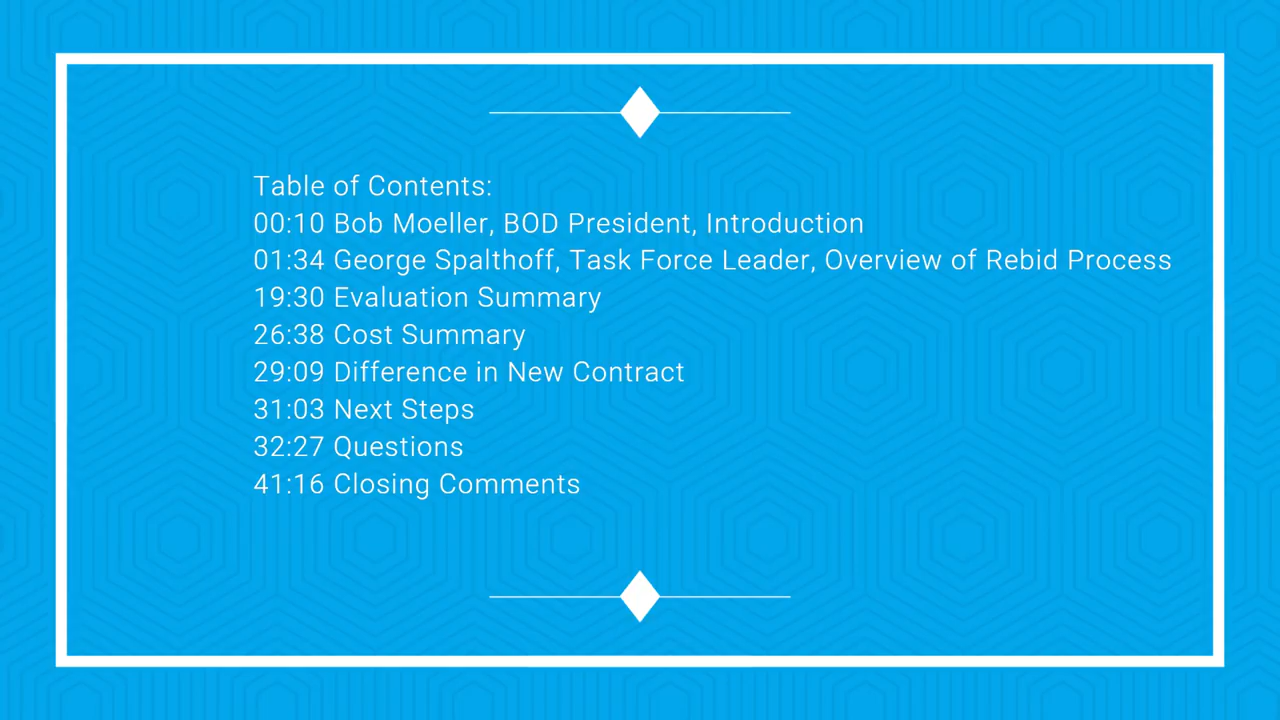 Table of Contents:
00:10 Bob Moeller, BOD President, Introduction
01:34 George Spalthoff, Task Force Leader, Overview of Rebid Process
19:30 Evaluation Summary
26:38 Cost Summary
29:09 Difference in New Contract
31:03 Next Steps
32:27 Questions
41:16 Closing Comments